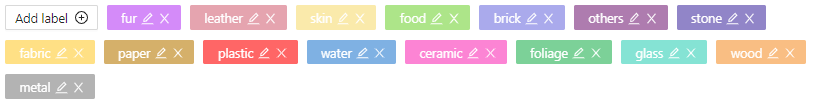 Add label fur leather skin food brick others stone
fabric paper plastic water ceramic foliage glass wood
metal